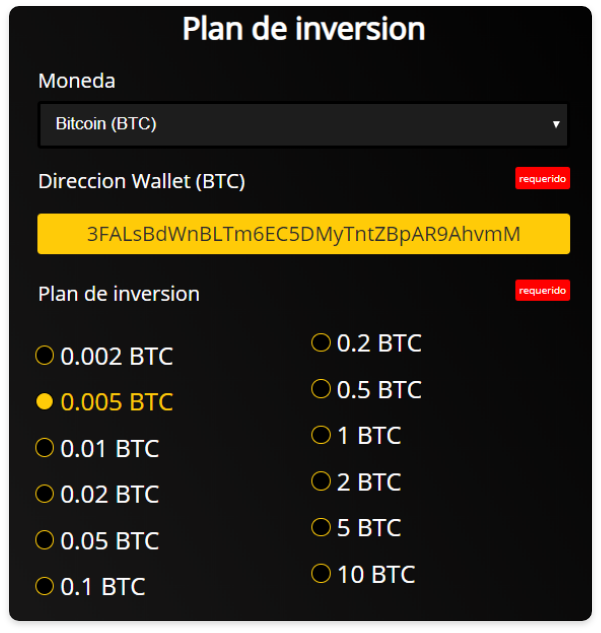 Plan de inversion
Moneda
Bitcoin (BTC)
Direccion Wallet (BTC)
requerido
3FALsBdWnBLTm6EC5DMyTntZBpAR9AhvmM
Plan de inversion
requerido
0.002 BTC
0.005 BTC
0.01 BTC
0.02 BTC
0.05 BTC
0.1 BTC
0.2 BTC
0.5 BTC
1 BTC
2 BTC
5 BTC
10 BTC